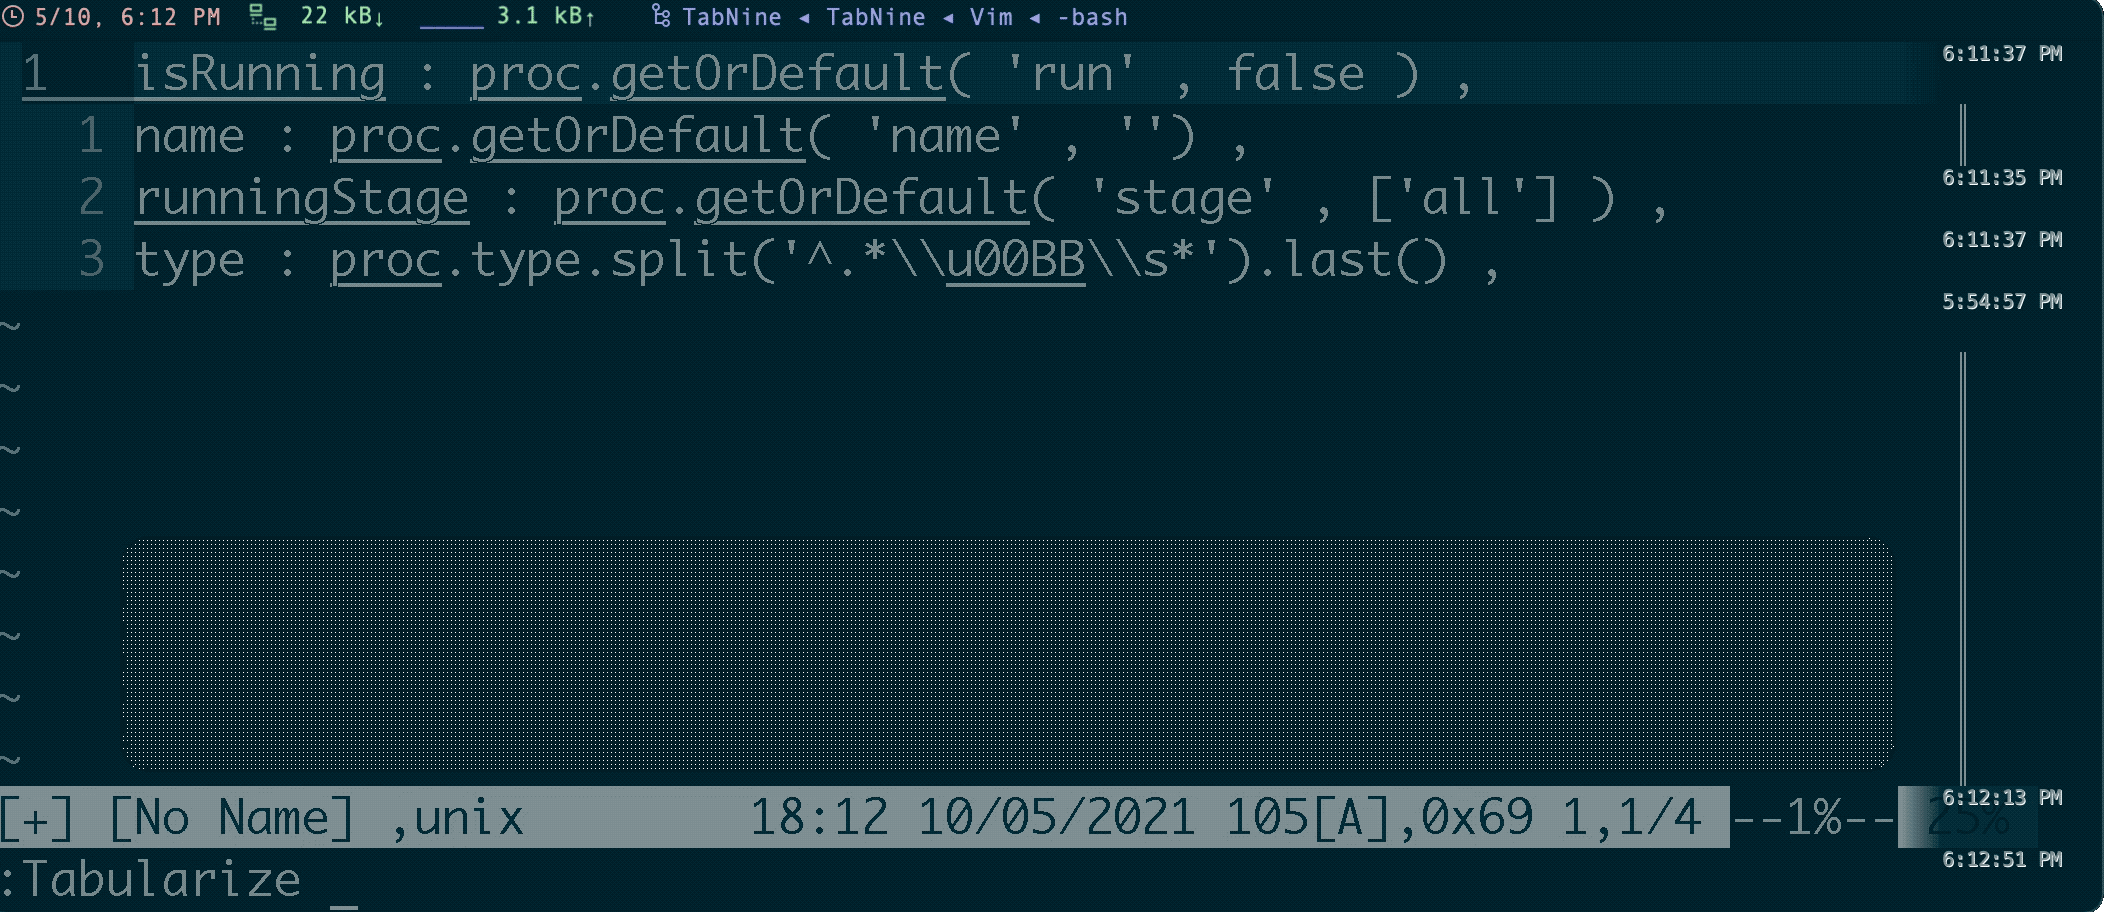 5/10, 6:12 PM 22 kB↓ 3.1 kB↑ TabNine ◂ TabNine ◂ Vim ◂ -bash
1 isRunning : proc.getOrDefault( 'run' , false ) , 6:11:37 PM
1 name : proc.getOrDefault( 'name' , '') ,
2 runningStage : proc.getOrDefault( 'stage' , ['all'] ) , 6:11:35 PM
3 type : proc.type.split('^.*\\u00BB\\s*').last() , 6:11:37 PM
~ 5:54:57 PM
~
~
~
~
~
~
~
[+] [No Name] ,unix 18:12 10/05/2021 105[A],0x69 1,1/4 --1%-- 25% 6:12:13 PM
:Tabularize _ 6:12:51 PM